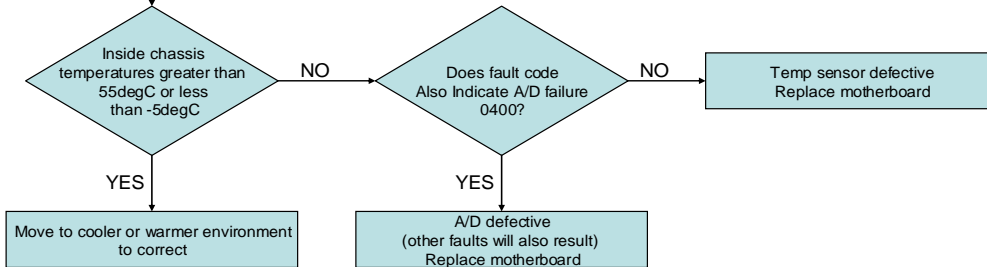 Inside chassis
temperatures greater than
55degC or less
than -5degC
NO
Does fault code
Also Indicate A/D failure
0400?
NO
Temp sensor defective
Replace motherboard
YES
YES
Move to cooler or warmer environment
to correct
A/D defective
(other faults will also result)
Replace motherboard